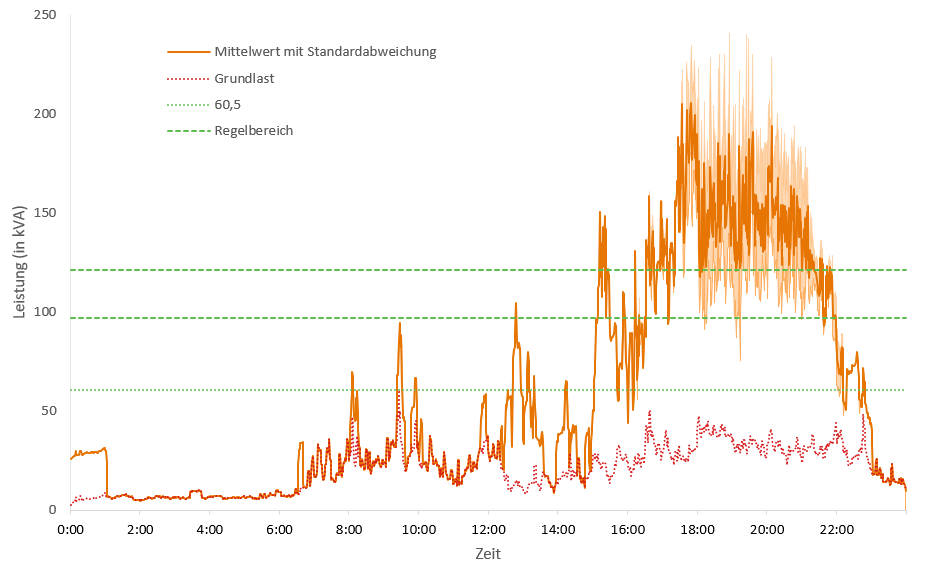 250
200
150
100
50
0
Leistung (in kVA)
Mittelwert mit Standardabweichung
Grundlast
60,5
Regelbereich
0:00 2:00 4:00 6:00 8:00 10:00 12:00 14:00 16:00 18:00 20:00 22:00
Zeit